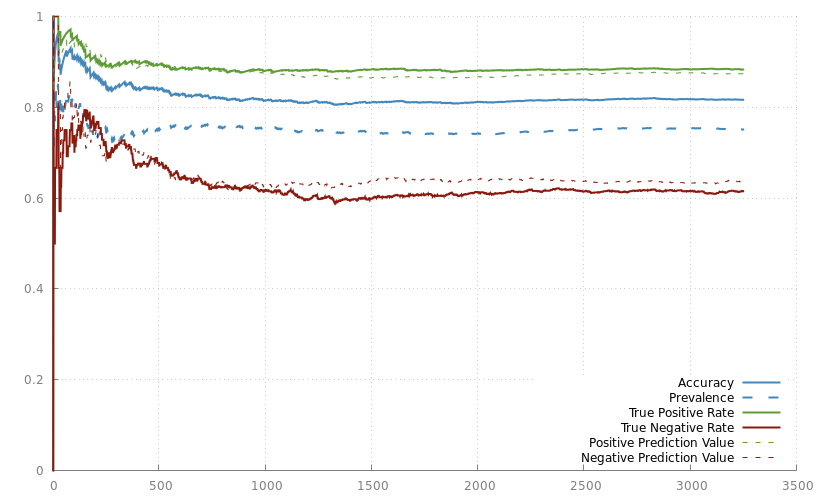 1
0.8
0.6
0.4
0.2
0
0 500 1000 1500 2000 2500 3000 3500
Accuracy
Prevalence
True Positive Rate
True Negative Rate
Positive Prediction Value
Negative Prediction Value